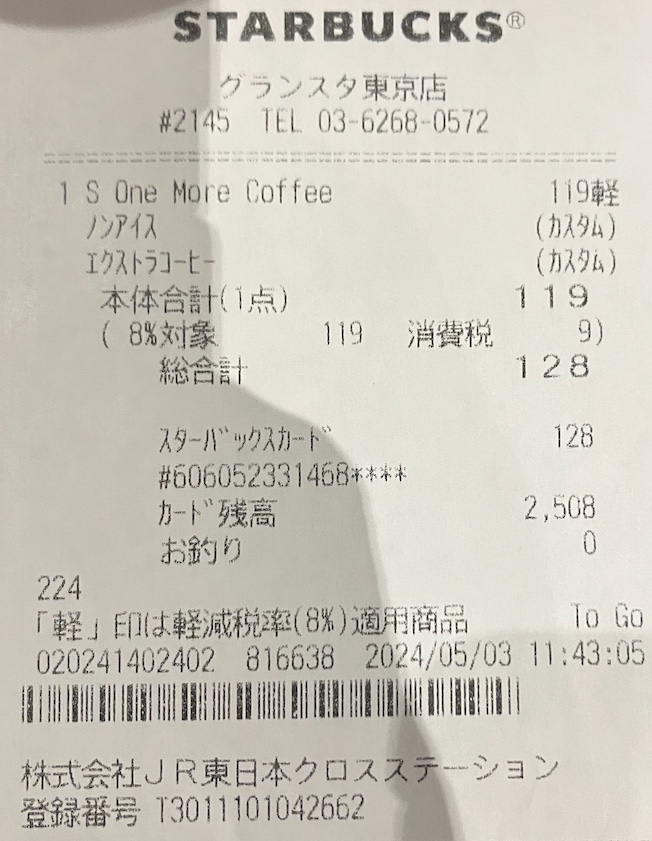 STARBUCKS®
グランスタ東京店
#2145 TEL 03-6268-0572
1 S One More Coffee 119軽
ノンアイス (カスタム)
エクストラコーヒー (カスタム)
本体合計(1点) 119
( 8%対象 119 消費税 9)
総合計 128
スターバックスカード 128
#606052331468****
カード残高 2,508
お釣り 0
224
「軽」印は軽減税率(8%)適用商品 To Go
020241402402 816638 2024/05/03 11:43:05
株式会社JR東日本クロスステーション
登録番号 T3011101042662